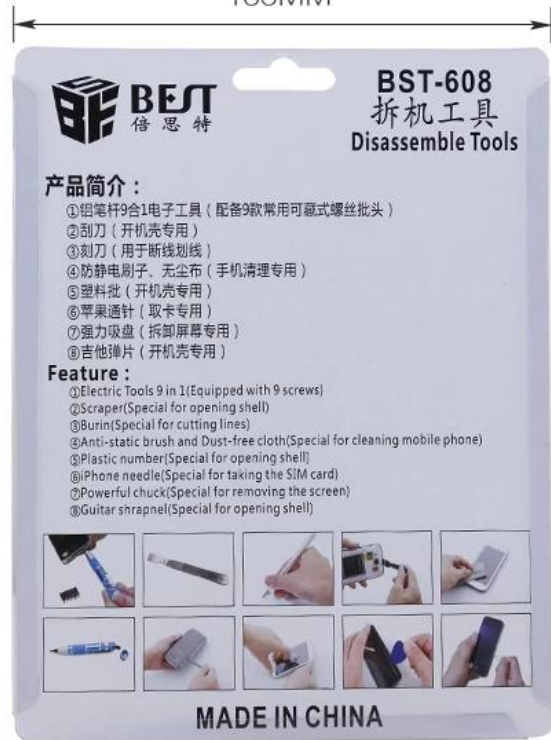 BEST
倍思特
BST-608
拆机工具
Disassemble Tools
产品简介：
①铝笔杆9合1电子工具（配备9款常用可藏式螺丝批头）
②刮刀（开机壳专用）
③刻刀（用于断线划线）
④防静电刷子、无尘布（手机清理专用）
⑤塑料批（开机壳专用）
⑥苹果通针（取卡专用）
⑦强力吸盘（拆卸屏幕专用）
⑧吉他弹片（开机壳专用）
Feature：
①Electric Tools 9 in 1(Equipped with 9 screws)
②Scraper(Special for opening shell)
③Burin(Special for cutting lines)
④Anti-static brush and Dust-free cloth(Special for cleaning mobile phone)
⑤Plastic number(Special for opening shell)
⑥iPhone needle(Special for taking the SIM card)
⑦Powerful chuck(Special for removing the screen)
⑧Guitar shrapnel(Special for opening shell)
MADE IN CHINA